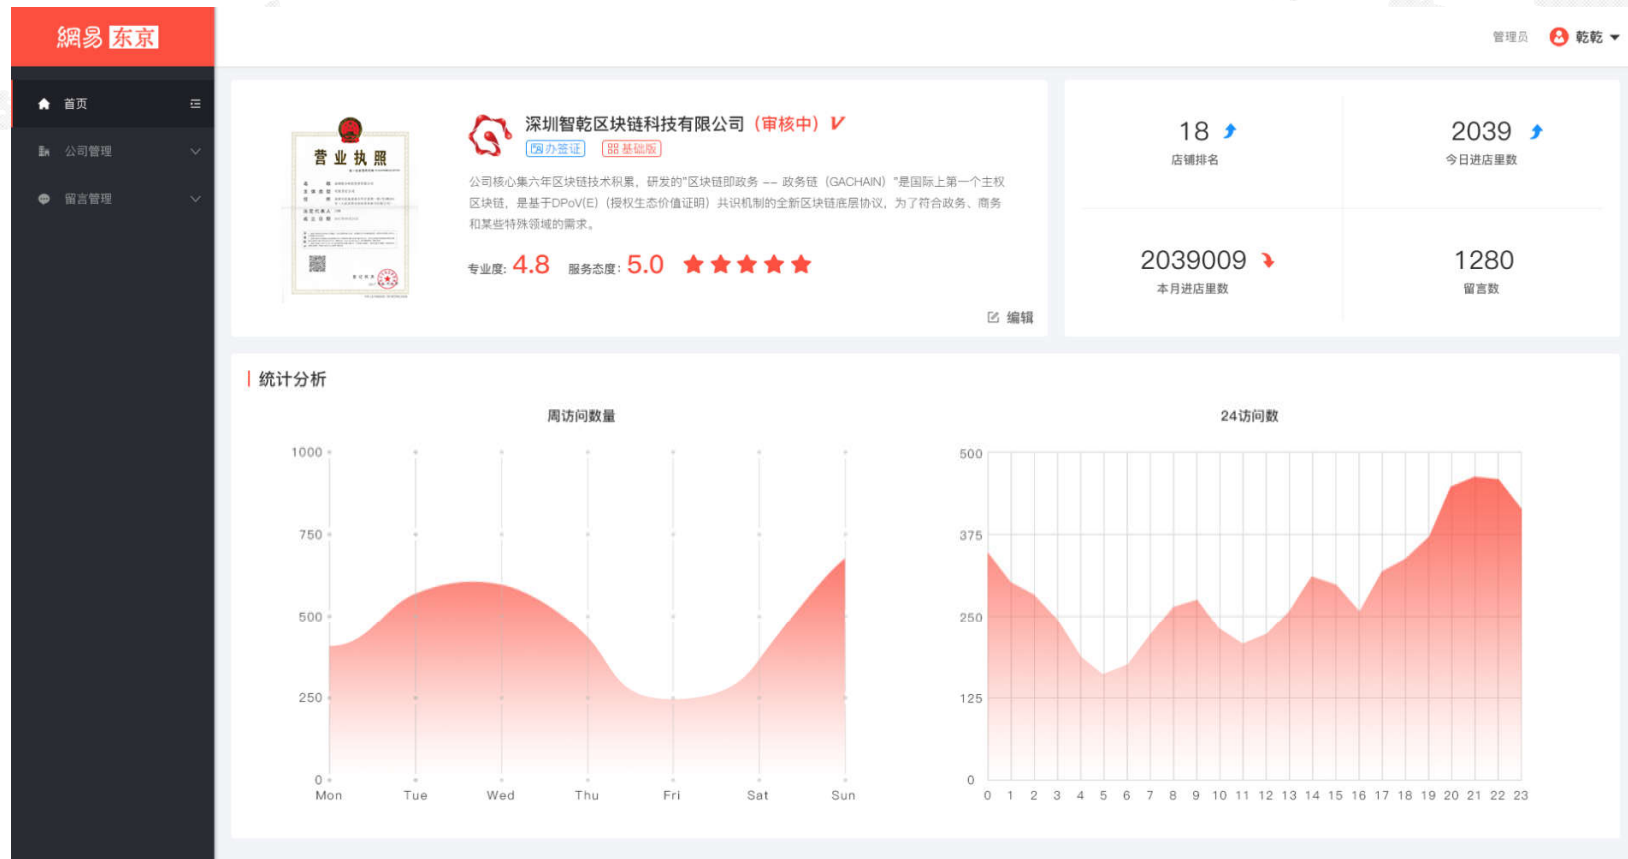 網易 东京
管理员 乾乾
首页
公司管理
留言管理
营业执照
深圳智乾区块链科技有限公司（审核中）V
办签证 基础版
公司核心集六年区块链技术积累，研发的"区块链即政务 -- 政务链（GACHAIN）"是国际上第一个主权
区块链，是基于DPoV(E)（授权生态价值证明）共识机制的全新区块链底层协议，为了符合政务、商务
和某些特殊领域的需求。
专业度: 4.8 服务态度: 5.0
编辑
18
店铺排名
2039
今日进店里数
2039009
本月进店里数
1280
留言数
统计分析
周访问数量
1000
750
500
250
0
Mon Tue Wed Thu Fri Sat Sun
24访问数
500
375
250
125
0
0 1 2 3 4 5 6 7 8 9 10 11 12 13 14 15 16 17 18 19 20 21 22 23